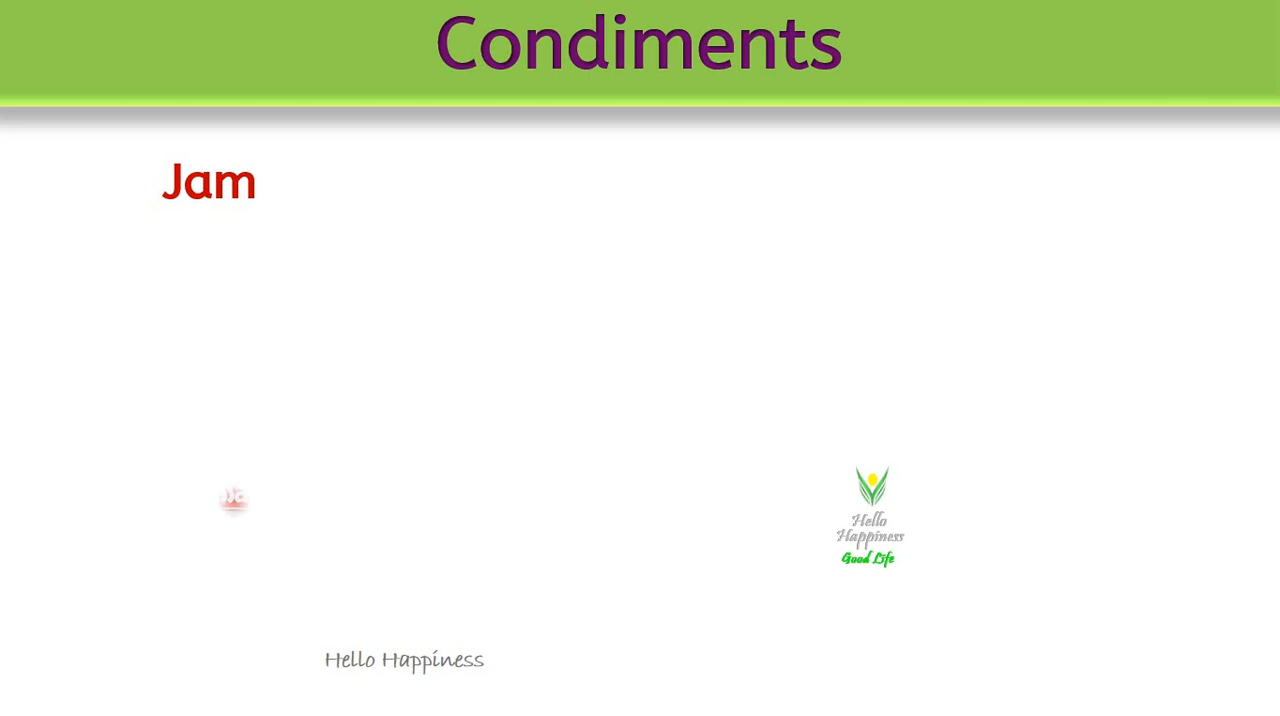 Condiments
Jam
Hello
Happiness
Good Life
Hello Happiness